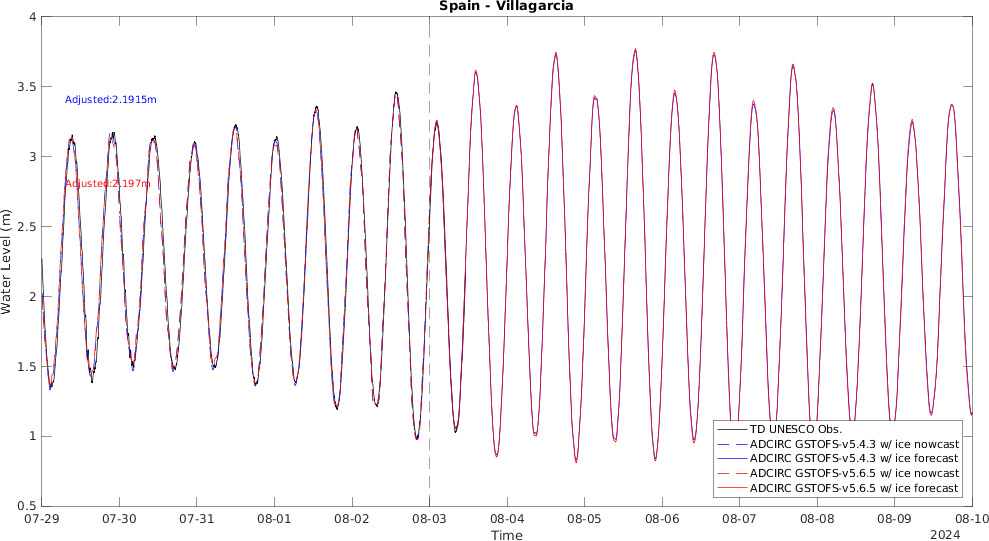 Spain - Villagarcia
4
3.5
3
2.5
2
1.5
1
0.5
Water Level (m)
Adjusted:2.1915m
Adjusted:2.197m
TD UNESCO Obs.
ADCIRC GSTOFS-v5.4.3 w/ ice nowcast
ADCIRC GSTOFS-v5.4.3 w/ ice forecast
ADCIRC GSTOFS-v5.6.5 w/ ice nowcast
ADCIRC GSTOFS-v5.6.5 w/ ice forecast
07-29 07-30 07-31 08-01 08-02 08-03 08-04 08-05 08-06 08-07 08-08 08-09 08-10
Time
2024